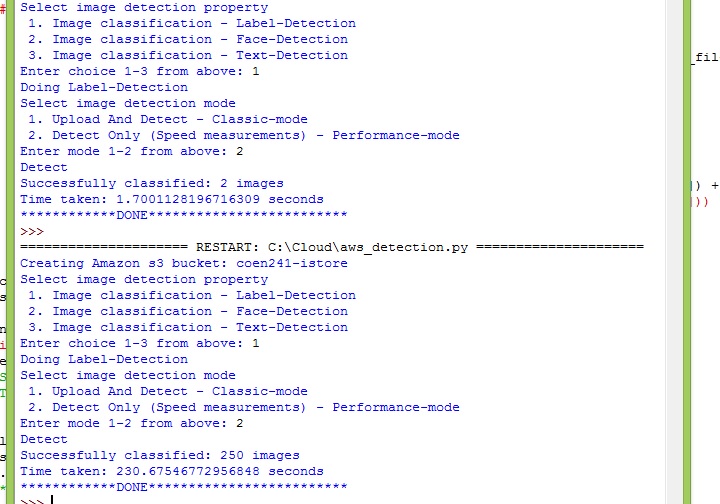 Select image detection property
1. Image classification - Label-Detection
2. Image classification - Face-Detection
3. Image classification - Text-Detection
Enter choice 1-3 from above: 1
Doing Label-Detection
Select image detection mode
1. Upload And Detect - Classic-mode
2. Detect Only (Speed measurements) - Performance-mode
Enter mode 1-2 from above: 2
Detect
Successfully classified: 2 images
Time taken: 1.7001128196716309 seconds
************DONE*************************
>>>
===================== RESTART: C:\Cloud\aws_detection.py =====================
Creating Amazon s3 bucket: coen241-istore
Select image detection property
1. Image classification - Label-Detection
2. Image classification - Face-Detection
3. Image classification - Text-Detection
Enter choice 1-3 from above: 1
Doing Label-Detection
Select image detection mode
1. Upload And Detect - Classic-mode
2. Detect Only (Speed measurements) - Performance-mode
Enter mode 1-2 from above: 2
Detect
Successfully classified: 250 images
Time taken: 230.67546772956848 seconds
************DONE*************************
>>>
_fil
) +
))